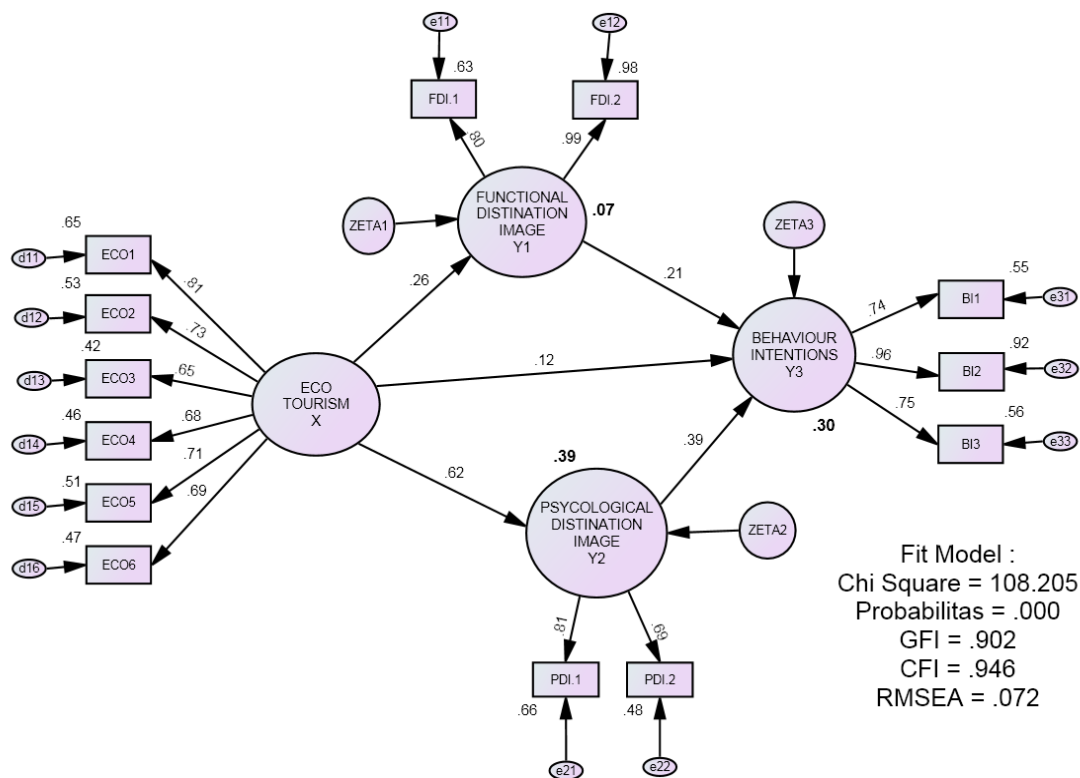 e11
e12
.63
.98
FDI.1
FDI.2
.80
.99
FUNCTIONAL
DISTINATION
IMAGE
Y1
.07
ZETA1
ZETA3
.65
d11
ECO1
.81
.53
d12
ECO2
.73
.42
d13
ECO3
.65
.46
d14
ECO4
.68
.51
d15
ECO5
.71
.47
d16
ECO6
.69
ECO
TOURISM
X
.26
.21
.12
.62
.39
BEHAVIOUR
INTENTIONS
Y3
.30
.74
.55
BI1
e31
.96
.92
BI2
e32
.75
.56
BI3
e33
.39
PSYCOLOGICAL
DISTINATION
IMAGE
Y2
ZETA2
.81
.69
PDI.1
PDI.2
.66
.48
e21
e22
Fit Model :
Chi Square = 108.205
Probabilitas = .000
GFI = .902
CFI = .946
RMSEA = .072